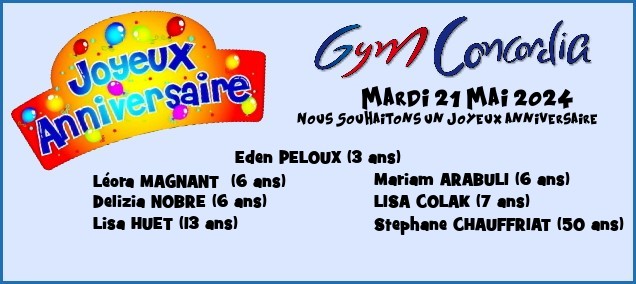 Joyeux
Anniversaire
Gym Concordia
Mardi 21 Mai 2024
Nous souhaitons un joyeux anniversaire
Eden PELOUX (3 ans)
Léora MAGNANT (6 ans)
Mariam ARABULI (6 ans)
Delizia NOBRE (6 ans)
LISA COLAK (7 ans)
Lisa HUET (13 ans)
Stephane CHAUFFRIAT (50 ans)